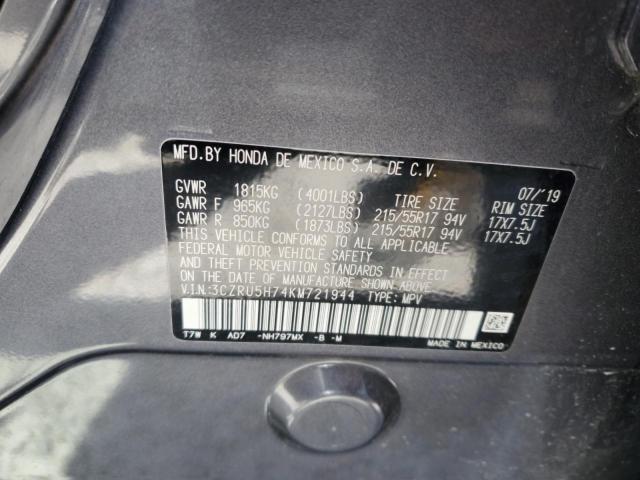 MFD.BY HONDA DE MEXICO S.A. DE C.V.
07/'19
GVWR 1815KG (4001LBS) TIRE SIZE RIM SIZE
GAWR F 965KG (2127LBS) 215/55R17 94V 17X7.5J
GAWR R 850KG (1873LBS) 215/55R17 94V 17X7.5J
THIS VEHICLE CONFORMS TO ALL APPLICABLE
FEDERAL MOTOR VEHICLE SAFETY
AND THEFT PREVENTION STANDARDS IN EFFECT
ON THE DATE OF MANUFACTURE SHOWN ABOVE.
V.I.N.:3CZRU5H74KM721944 TYPE: MPV
T7W K AD7 -NH797MX -B -M MADE IN MEXICO